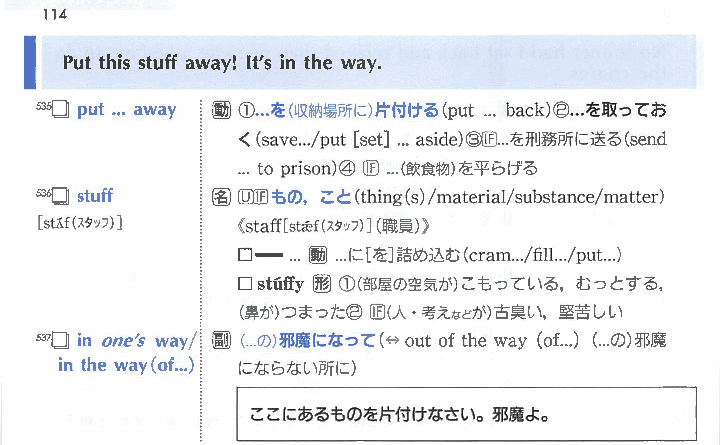 114
Put this stuff away! It's in the way.
535□ put ... away
動 ①...を(収納場所に)片付ける(put ... back)②...を取ってお
く(save.../put [set] ... aside)③IF...を刑務所に送る(send
... to prison)④ IF ...(飲食物)を平らげる
536□ stuff
[stʌ́f(スタッフ)]
名 UIFもの, こと(thing(s)/material/substance/matter)
《staff[stǽf(スタッフ)](職員)》
□━ ... 動 ...に[を]詰め込む(cram.../fill.../put...)
□ stúffy 形 ①(部屋の空気が)こもっている, むっとする,
(鼻が)つまった② IF(人・考えなどが)古臭い, 堅苦しい
537□ in one's way/
in the way(of...)
副 (...の)邪魔になって(⇔ out of the way (of...) (...の)邪魔
にならない所に)
ここにあるものを片付けなさい。邪魔よ。